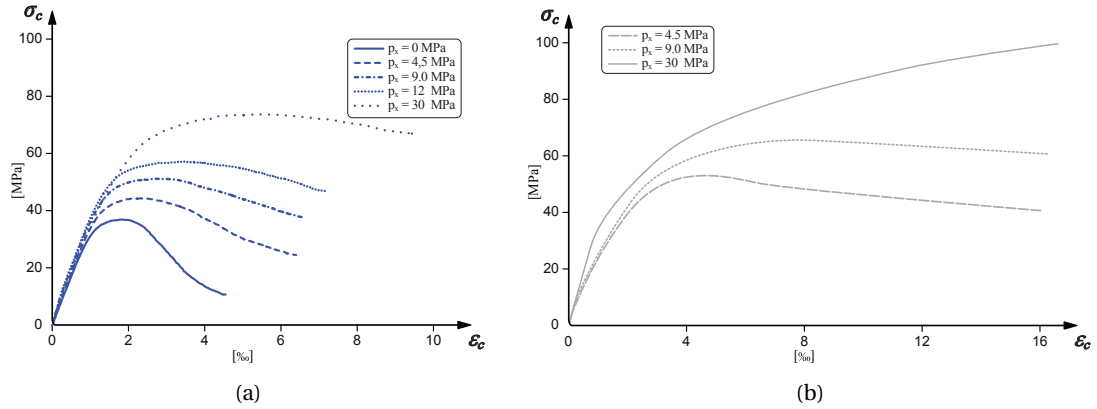 σc
100
80
60
40
20
0
[MPa]
pₓ = 0 MPa
pₓ = 4,5 MPa
pₓ = 9.0 MPa
pₓ = 12 MPa
pₓ = 30 MPa
0 2 4 6 8 10 εc
[‰]
(a)
σc
100
80
60
40
20
0
[MPa]
pₓ = 4.5 MPa
pₓ = 9.0 MPa
pₓ = 30 MPa
0 4 8 12 16 εc
[‰]
(b)